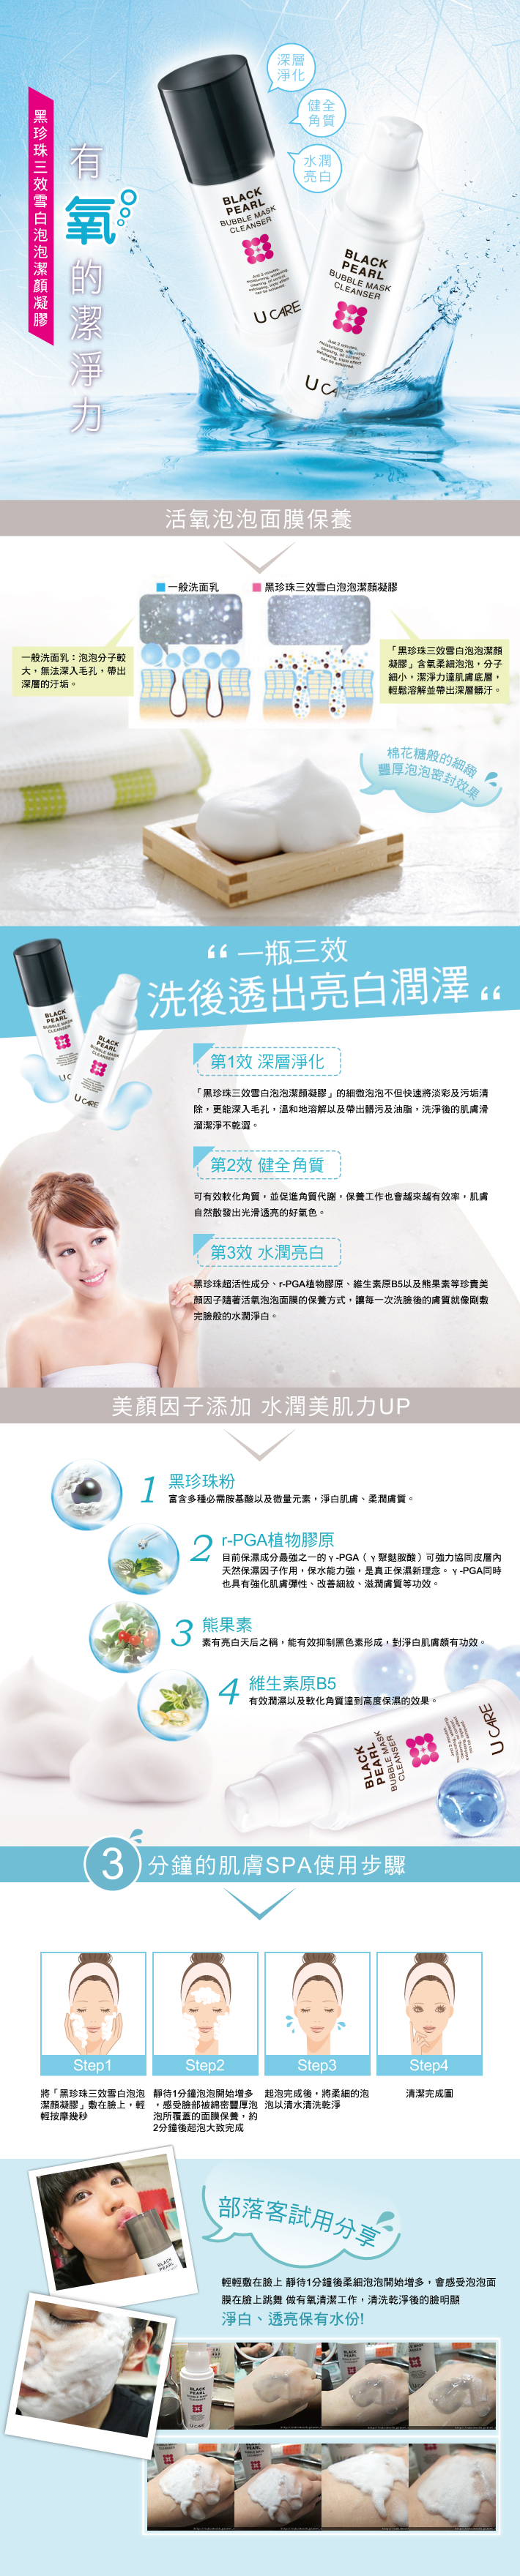 深層
淨化
健全
角質
水潤
亮白
黑珍珠三效雪白泡泡潔顏凝膠
有氧的潔淨力
BLACK
PEARL
BUBBLE MASK
CLEANSER
U CARE
BLACK
PEARL
BUBBLE MASK
CLEANSER
Just 3 minutes,
U CARE
活氧泡泡面膜保養
一般洗面乳
黑珍珠三效雪白泡泡潔顏凝膠
一般洗面乳：泡泡分子較
大，無法深入毛孔，帶出
深層的汙垢。
「黑珍珠三效雪白泡泡潔顏
凝膠」含氧柔細泡泡，分子
細小，潔淨力達肌膚底層，
輕鬆溶解並帶出深層髒汙。
棉花糖般的細緻
豐厚泡泡密封效果
“一瓶三效
洗後透出亮白潤澤“
BLACK
PEARL
BUBBLE MASK
CLEANSER
BLACK
PEARL
BUBBLE MASK
CLEANSER
U CARE
第1效 深層淨化
「黑珍珠三效雪白泡泡潔顏凝膠」的細微泡泡不但快速將淡彩及污垢清
除，更能深入毛孔，溫和地溶解以及帶出髒污及油脂，洗淨後的肌膚滑
溜潔淨不乾澀。
第2效 健全角質
可有效軟化角質，並促進角質代謝，保養工作也會越來越有效率，肌膚
自然散發出光滑透亮的好氣色。
第3效 水潤亮白
黑珍珠超活性成分、r-PGA植物膠原、維生素原B5以及熊果素等珍貴美
顏因子隨著活氧泡泡面膜的保養方式，讓每一次洗臉後的膚質就像剛敷
完臉般的水潤淨白。
美顏因子添加 水潤美肌力UP
1 黑珍珠粉
富含多種必需胺基酸以及微量元素，淨白肌膚、柔潤膚質。
2 r-PGA植物膠原
目前保濕成分最強之一的γ-PGA（γ聚麩胺酸）可強力協同皮層內
天然保濕因子作用，保水能力強，是真正保濕新理念。γ-PGA同時
也具有強化肌膚彈性、改善細紋、滋潤膚質等功效。
3 熊果素
素有亮白天后之稱，能有效抑制黑色素形成，對淨白肌膚頗有功效。
4 維生素原B5
有效潤濕以及軟化角質達到高度保濕的效果。
BLACK
PEARL
BUBBLE MASK
CLEANSER
U CARE
3分鐘的肌膚SPA使用步驟
Step1
Step2
Step3
Step4
將「黑珍珠三效雪白泡泡
潔顏凝膠」敷在臉上，輕
輕按摩幾秒
靜待1分鐘泡泡開始增多
，感受臉部被綿密豐厚泡
泡所覆蓋的面膜保養，約
2分鐘後起泡大致完成
起泡完成後，將柔細的泡
泡以清水清洗乾淨
清潔完成圖
部落客試用分享
BLACK
PEARL
輕輕敷在臉上 靜待1分鐘後柔細泡泡開始增多，會感受泡泡面
膜在臉上跳舞 做有氧清潔工作，清洗乾淨後的臉明顯
淨白、透亮保有水份!
BLACK
PEARL
U CARE